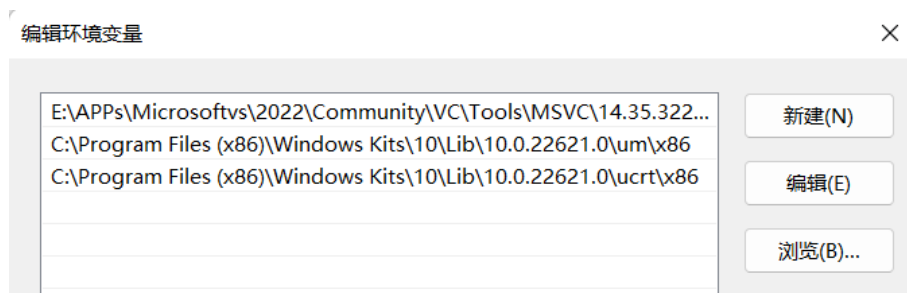 编辑环境变量
E:\APPs\Microsoftvs\2022\Community\VC\Tools\MSVC\14.35.322...
新建(N)
C:\Program Files (x86)\Windows Kits\10\Lib\10.0.22621.0\um\x86
C:\Program Files (x86)\Windows Kits\10\Lib\10.0.22621.0\ucrt\x86
编辑(E)
浏览(B)...